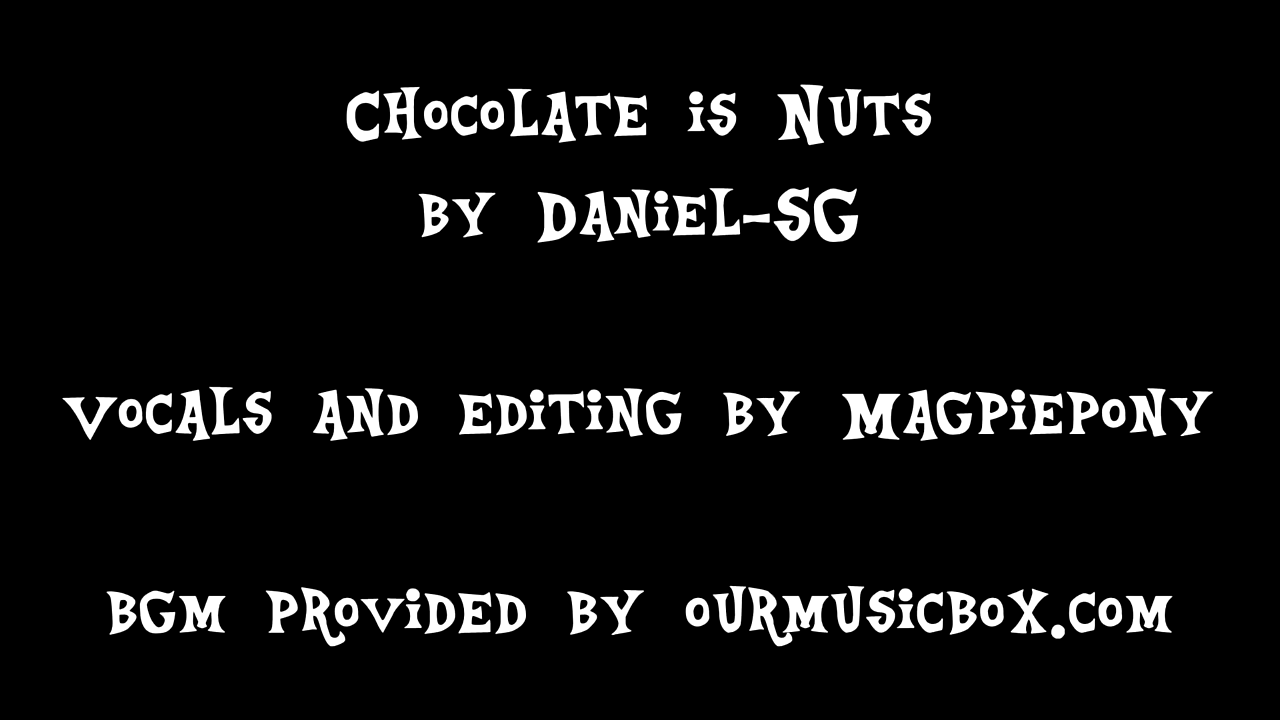 Chocolate is Nuts
by Daniel-SG
Vocals and editing by Magpiepony
BGM provided by ourmusicbox.com